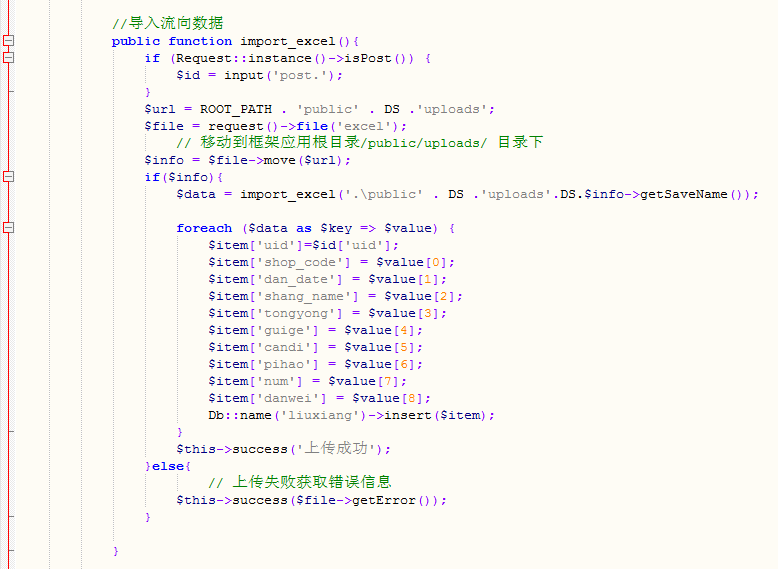 //导入流向数据
public function import_excel(){
if (Request::instance()->isPost()) {
$id = input('post.');
}
$url = ROOT_PATH . 'public' . DS .'uploads';
$file = request()->file('excel');
// 移动到框架应用根目录/public/uploads/ 目录下
$info = $file->move($url);
if($info){
$data = import_excel('.\public' . DS .'uploads'.DS.$info->getSaveName());
foreach ($data as $key => $value) {
$item['uid']=$id['uid'];
$item['shop_code'] = $value[0];
$item['dan_date'] = $value[1];
$item['shang_name'] = $value[2];
$item['tongyong'] = $value[3];
$item['guige'] = $value[4];
$item['candi'] = $value[5];
$item['pihao'] = $value[6];
$item['num'] = $value[7];
$item['danwei'] = $value[8];
Db::name('liuxiang')->insert($item);
}
$this->success('上传成功');
}else{
// 上传失败获取错误信息
$this->success($file->getError());
}
}